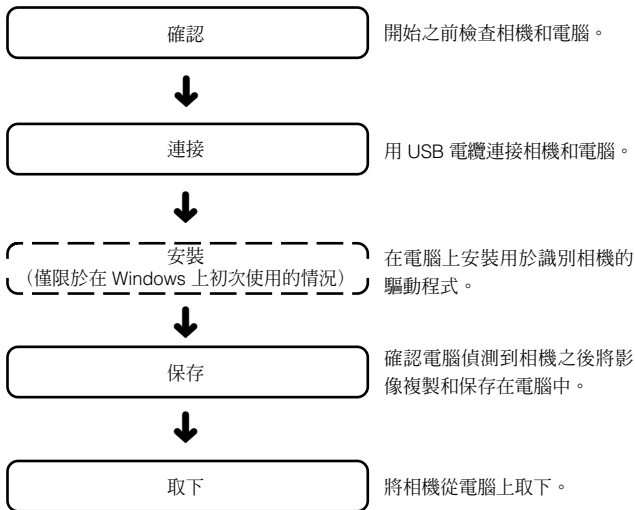 確認
開始之前檢查相機和電腦。
連接
用 USB 電纜連接相機和電腦。
安裝
（僅限於在 Windows 上初次使用的情況）
在電腦上安裝用於識別相機的
驅動程式。
保存
確認電腦偵測到相機之後將影
像複製和保存在電腦中。
取下
將相機從電腦上取下。